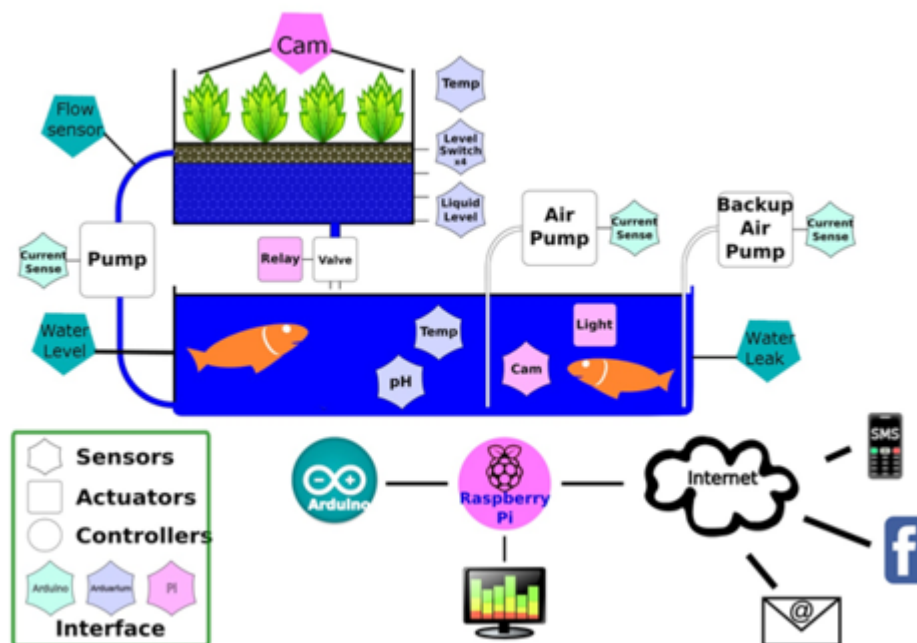 Cam
Flow
sensor
Temp
Level
Switch
x4
Liquid
Level
Current
Sense
Pump
Relay
Valve
Air
Pump
Current
Sense
Backup
Air
Pump
Current
Sense
Water
Level
Temp
pH
Light
Cam
Water
Leak
Sensors
Actuators
Controllers
Arduino
Pi
Interface
Arduino
Raspberry
Pi
Internet
SMS
f
@